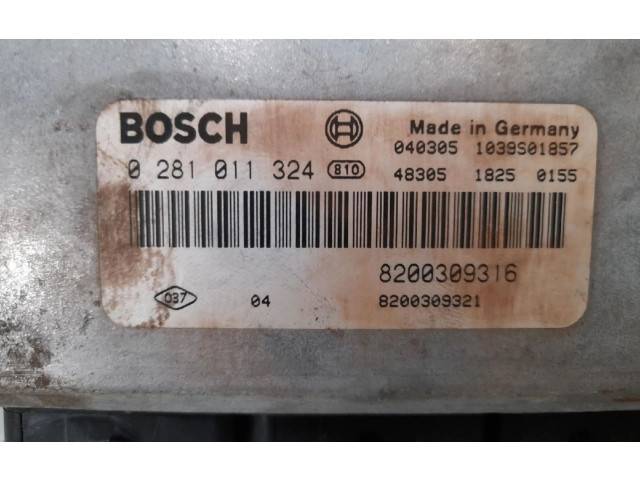 BOSCH
Made in Germany
040305 1039S01857
0 281 011 324 810
48305 1825 0155
8200309316
037 04 8200309321